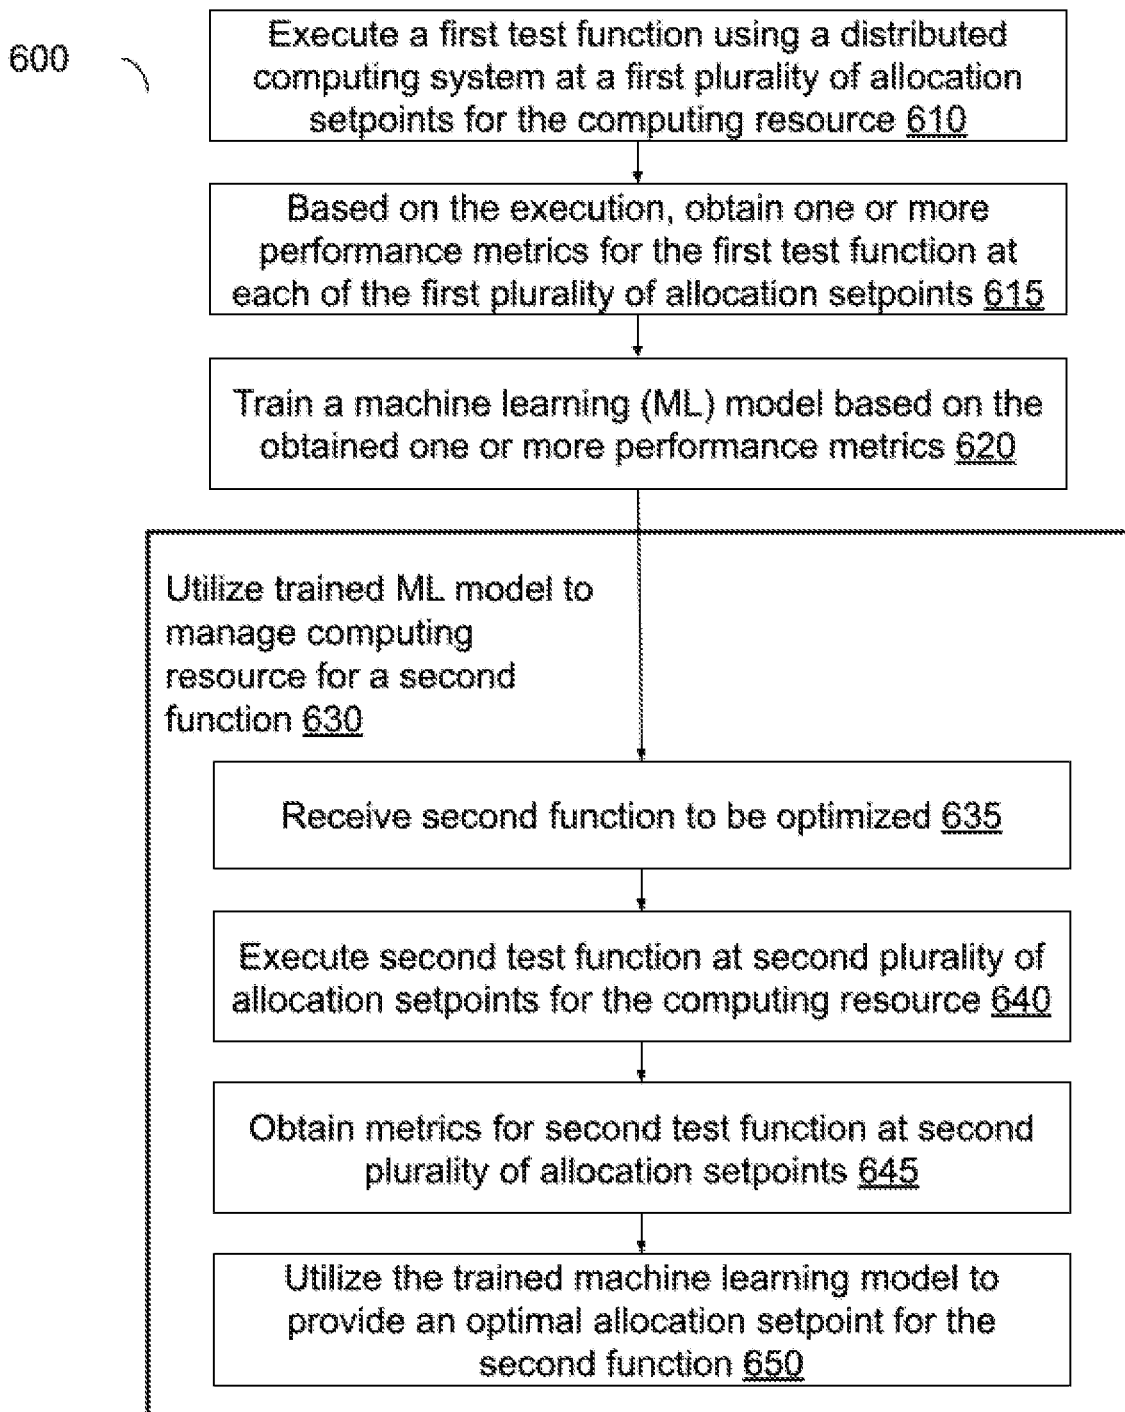 600
Execute a first test function using a distributed
computing system at a first plurality of allocation
setpoints for the computing resource 610
Based on the execution, obtain one or more
performance metrics for the first test function at
each of the first plurality of allocation setpoints 615
Train a machine learning (ML) model based on the
obtained one or more performance metrics 620
Utilize trained ML model to
manage computing
resource for a second
function 630
Receive second function to be optimized 635
Execute second test function at second plurality of
allocation setpoints for the computing resource 640
Obtain metrics for second test function at second
plurality of allocation setpoints 645
Utilize the trained machine learning model to
provide an optimal allocation setpoint for the
second function 650